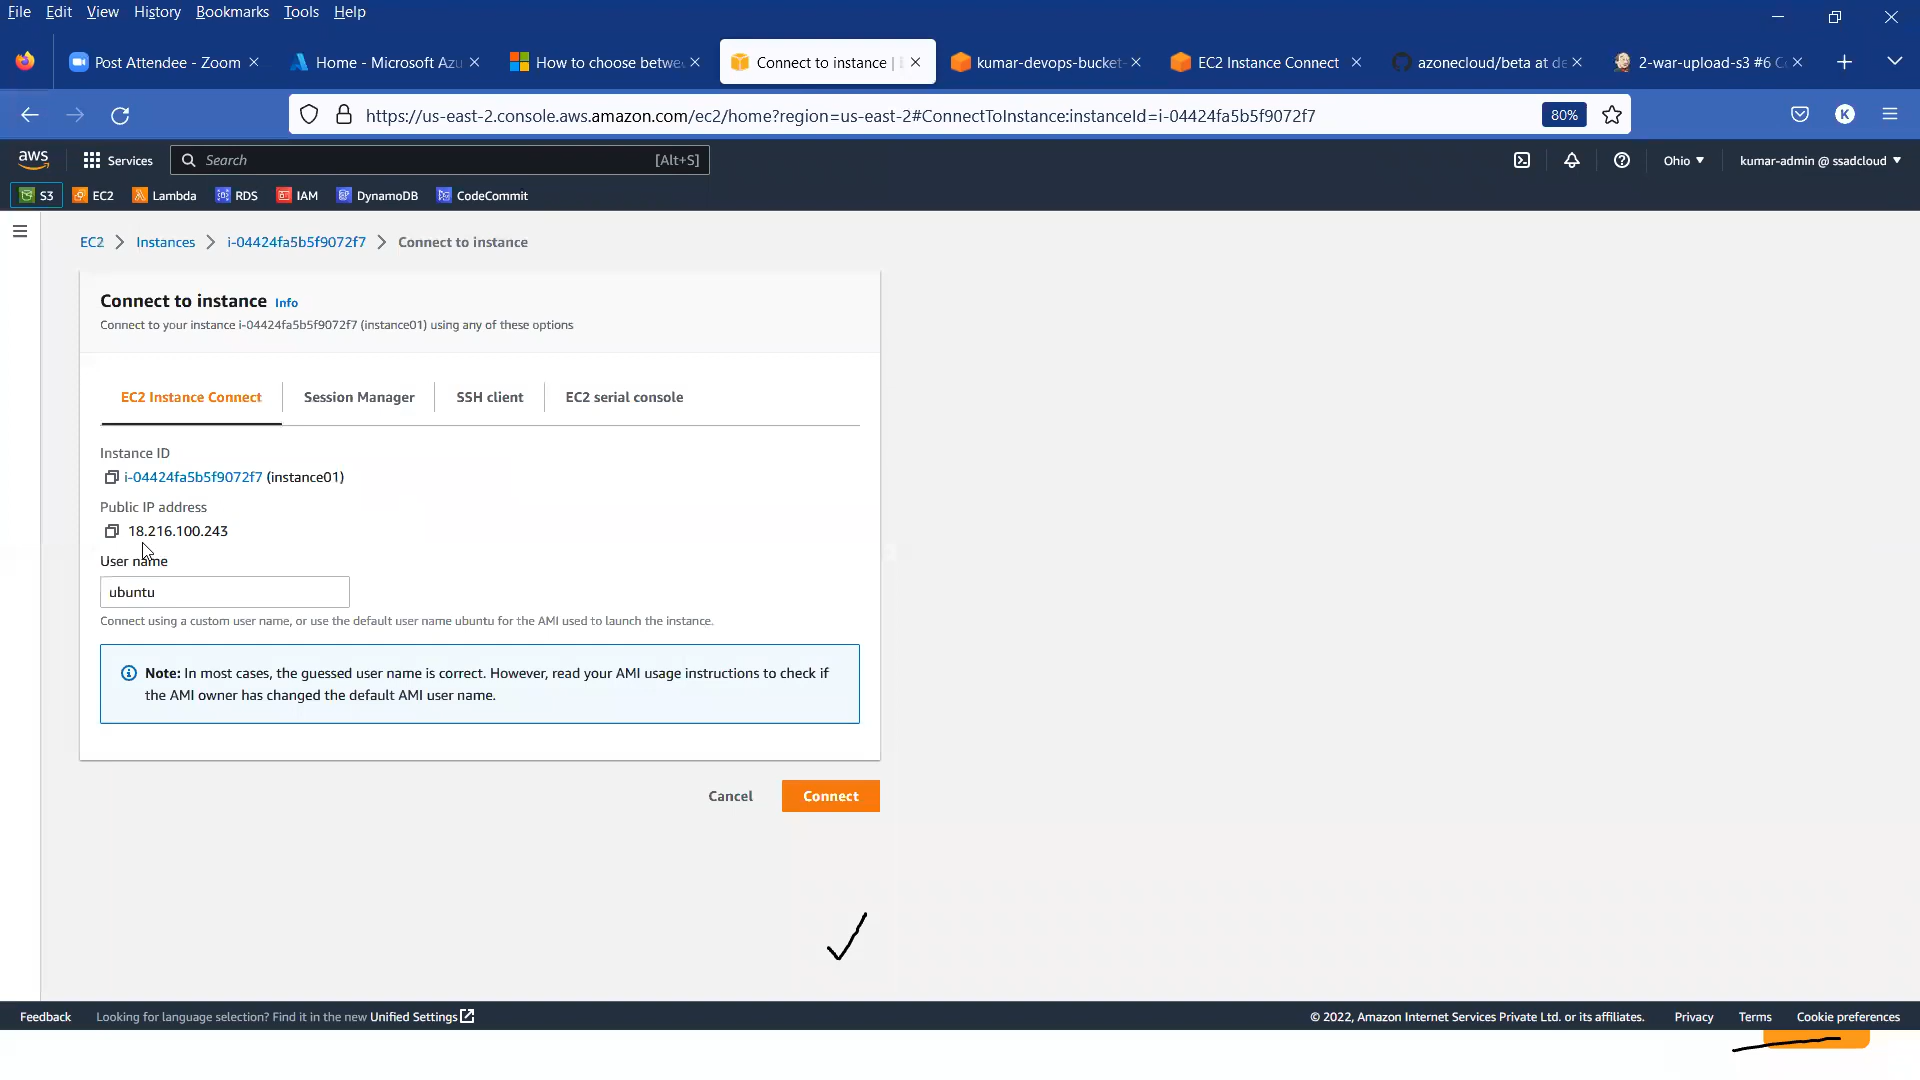 File Edit View History Bookmarks Tools Help
Post Attendee - Zoom
Home - Microsoft Azu
How to choose betwe
Connect to instance |
kumar-devops-bucket-
EC2 Instance Connect
azonecloud/beta at de
2-war-upload-s3 #6 C
https://us-east-2.console.aws.amazon.com/ec2/home?region=us-east-2#ConnectToInstance:instanceId=i-04424fa5b5f9072f7
80%
K
aws
Services
Search [Alt+S]
Ohio
kumar-admin @ ssadcloud
S3 EC2 Lambda RDS IAM DynamoDB CodeCommit
EC2 Instances i-04424fa5b5f9072f7 Connect to instance
Connect to instance Info
Connect to your instance i-04424fa5b5f9072f7 (instance01) using any of these options
EC2 Instance Connect Session Manager SSH client EC2 serial console
Instance ID
i-04424fa5b5f9072f7 (instance01)
Public IP address
18.216.100.243
User name
ubuntu
Connect using a custom user name, or use the default user name ubuntu for the AMI used to launch the instance.
Note: In most cases, the guessed user name is correct. However, read your AMI usage instructions to check if
the AMI owner has changed the default AMI user name.
Cancel Connect
Feedback Looking for language selection? Find it in the new Unified Settings
© 2022, Amazon Internet Services Private Ltd. or its affiliates. Privacy Terms Cookie preferences